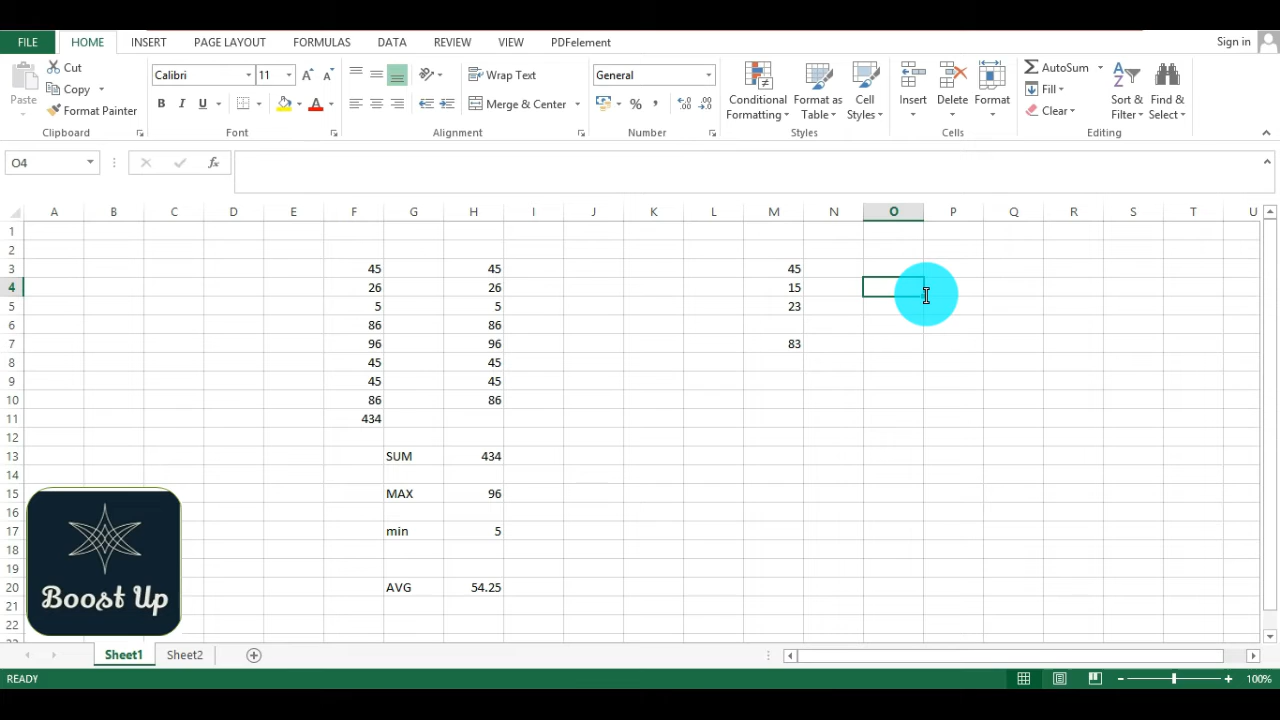 FILE HOME INSERT PAGE LAYOUT FORMULAS DATA REVIEW VIEW PDFelement Sign in
Cut
Copy
Format Painter
Paste
Clipboard
Calibri 11
B I U
Font
Wrap Text
Merge & Center
Alignment
General
%
Number
Conditional Formatting
Format as Table
Cell Styles
Styles
Insert Delete Format
Cells
AutoSum
Fill
Clear
Sort & Filter
Find & Select
Editing
O4 fx
A B C D E F G H I J K L M N O P Q R S T U
1
2
3 45 45 45
4 26 26 15
5 5 5 23
6 86 86
7 96 96 83
8 45 45
9 45 45
10 86 86
11 434
12
13 SUM 434
14
15 MAX 96
16
17 min 5
18
19
20 AVG 54.25
21
22
Boost Up
Sheet1 Sheet2
READY 100%